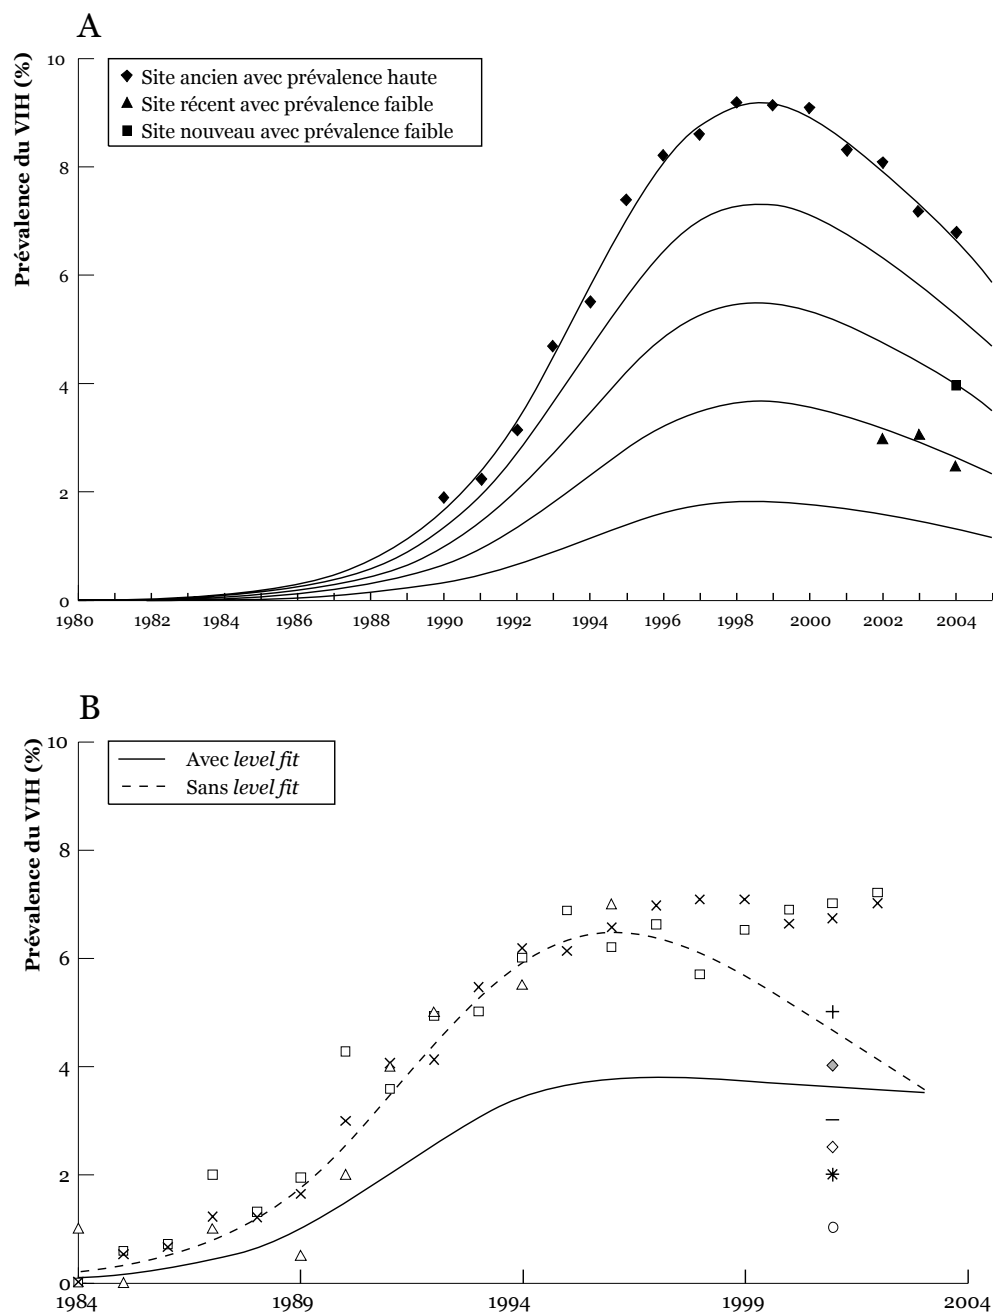 A
Prévalence du VIH (%)
10
8
6
4
2
0
Site ancien avec prévalence haute
Site récent avec prévalence faible
Site nouveau avec prévalence faible
1980 1982 1984 1986 1988 1990 1992 1994 1996 1998 2000 2002 2004
B
Prévalence du VIH (%)
10
8
6
4
2
0
Avec level fit
Sans level fit
1984 1989 1994 1999 2004